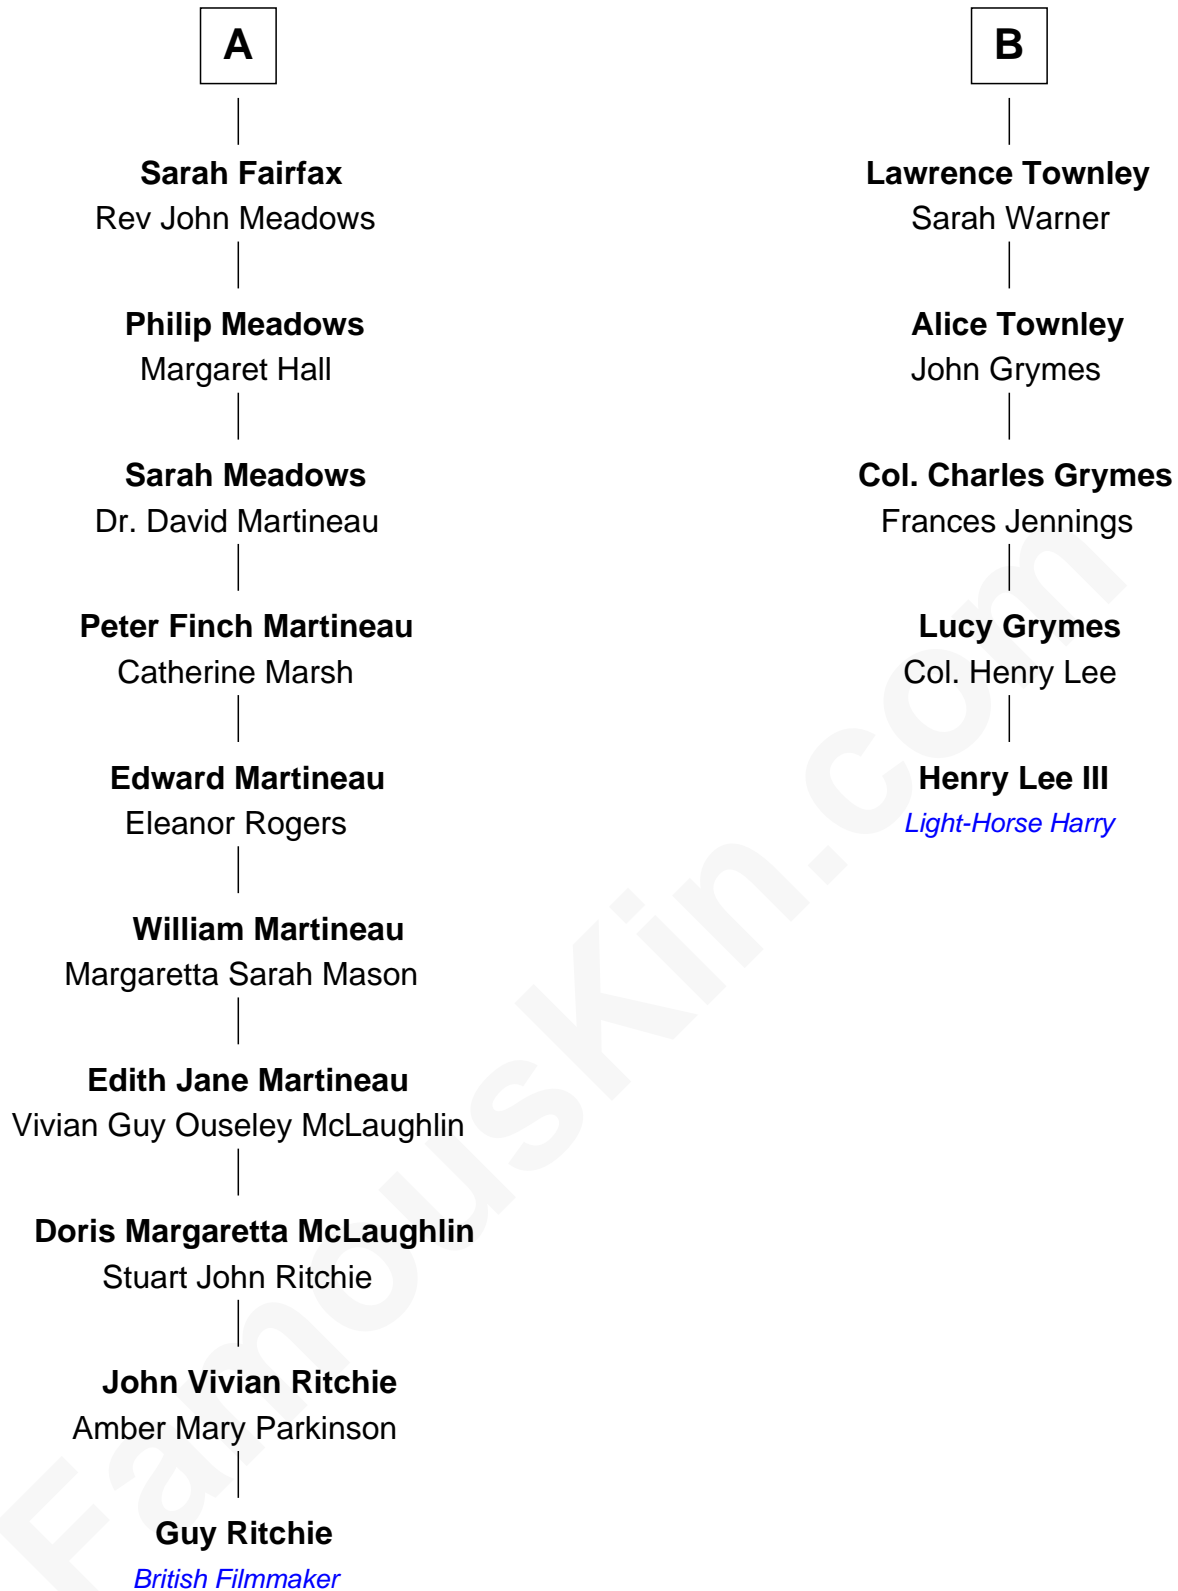 A
Sarah Fairfax
Rev John Meadows
Philip Meadows
Margaret Hall
Sarah Meadows
Dr. David Martineau
Peter Finch Martineau
Catherine Marsh
Edward Martineau
Eleanor Rogers
William Martineau
Margaretta Sarah Mason
Edith Jane Martineau
Vivian Guy Ouseley McLaughlin
Doris Margaretta McLaughlin
Stuart John Ritchie
John Vivian Ritchie
Amber Mary Parkinson
Guy Ritchie
British Filmmaker
B
Lawrence Townley
Sarah Warner
Alice Townley
John Grymes
Col. Charles Grymes
Frances Jennings
Lucy Grymes
Col. Henry Lee
Henry Lee III
Light-Horse Harry
FamousKin.com